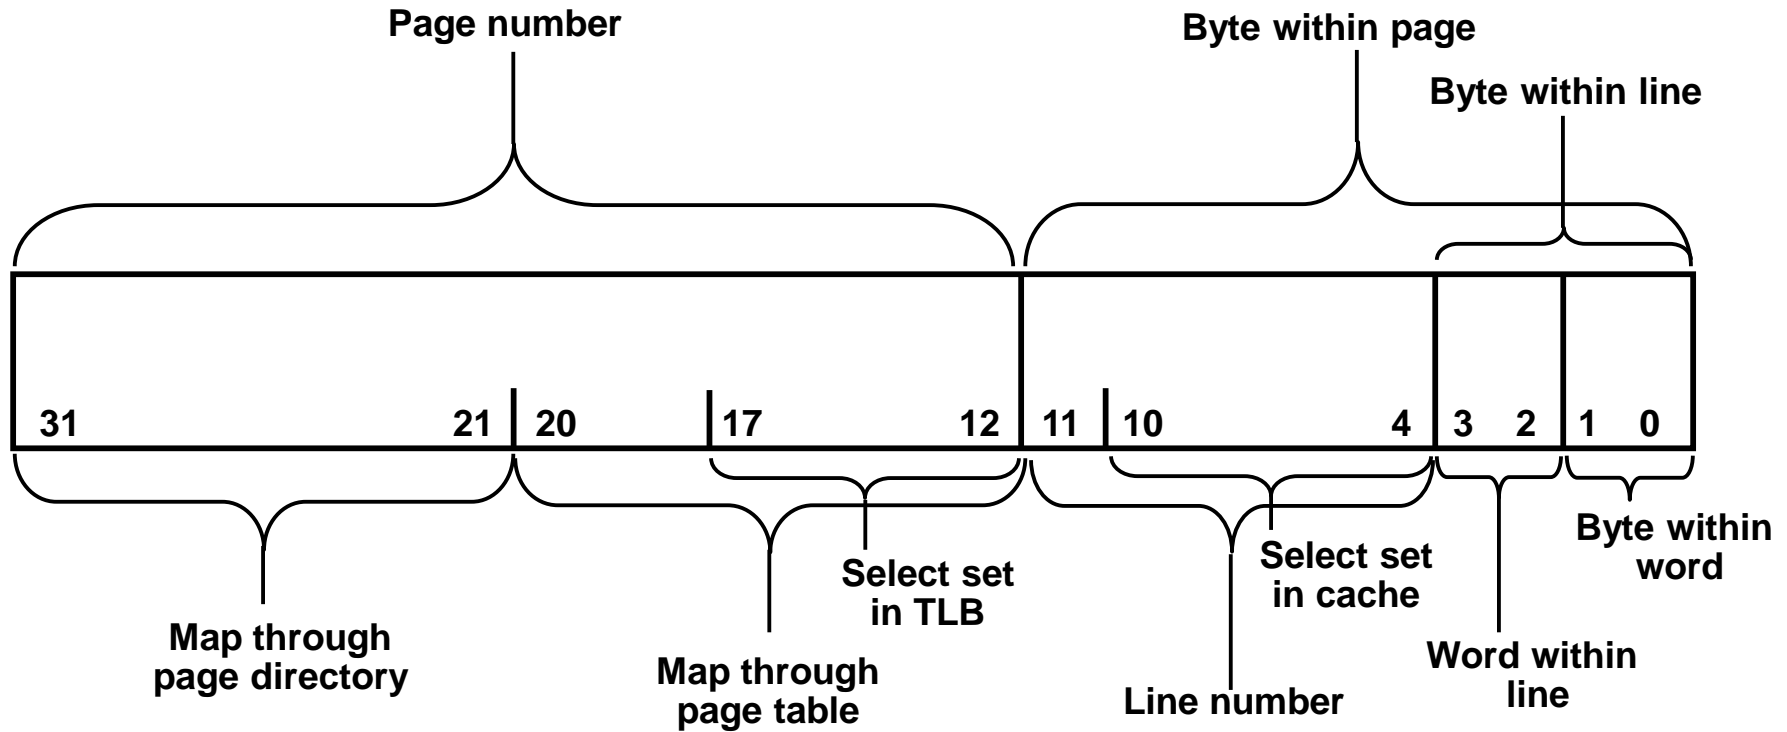 Page number
Byte within page
Byte within line
31 21 20 17 12 11 10 4 3 2 1 0
Map through
page directory
Map through
page table
Select set
in TLB
Line number
Select set
in cache
Word within
line
Byte within
word